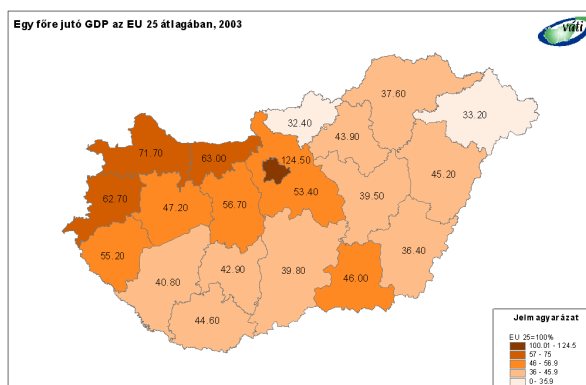 Egy főre jutó GDP az EU 25 átlagában, 2003
váti
37.60
32.40
33.20
43.90
71.70
63.00
124.50
45.20
53.40
62.70
47.20
56.70
39.50
55.20
36.40
40.80
42.90
39.80
46.00
44.60
Jelmagyarázat
EU 25=100%
100.01 - 124.5
57 - 75
46 - 56.9
36 - 45.9
0 - 35.9